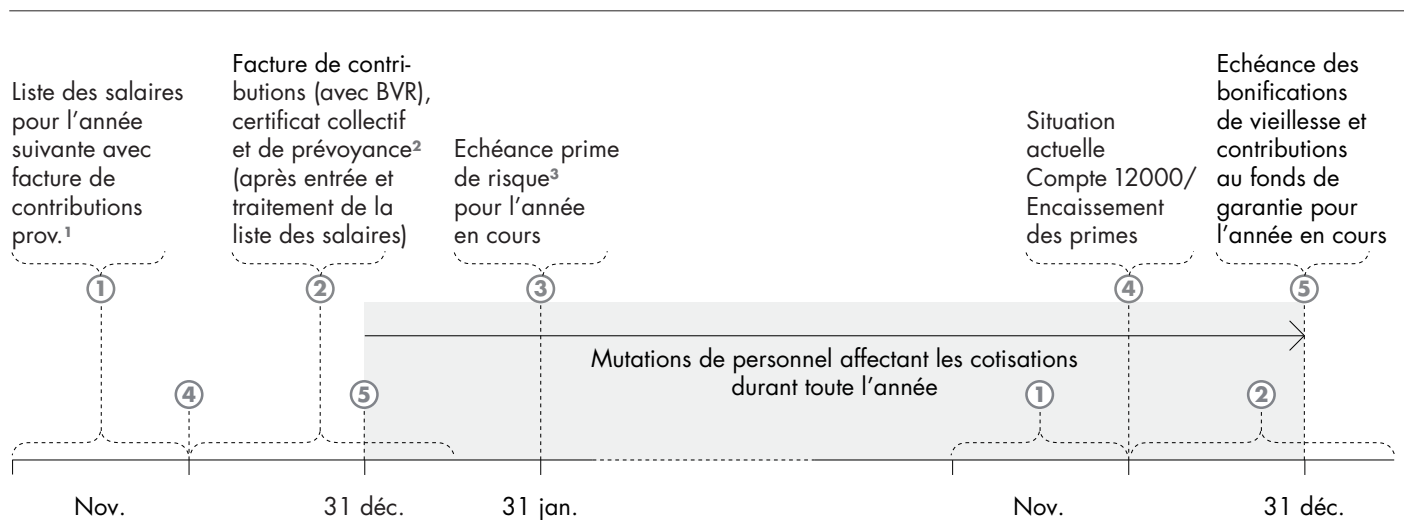 Liste des salaires
pour l'année
suivante avec
facture de
contributions
prov.¹
Facture de contri-
butions (avec BVR),
certificat collectif
et de prévoyance²
(après entrée et
traitement de la
liste des salaires)
Echéance prime
de risque³
pour l'année
en cours
Situation
actuelle
Compte 12000/
Encaissement
des primes
Echéance des
bonifications
de vieillesse et
contributions
au fonds de
garantie pour
l'année en cours
① ② ③ ④ ⑤
Mutations de personnel affectant les cotisations
durant toute l'année
④ ⑤ ① ②
Nov. 31 déc. 31 jan. Nov. 31 déc.